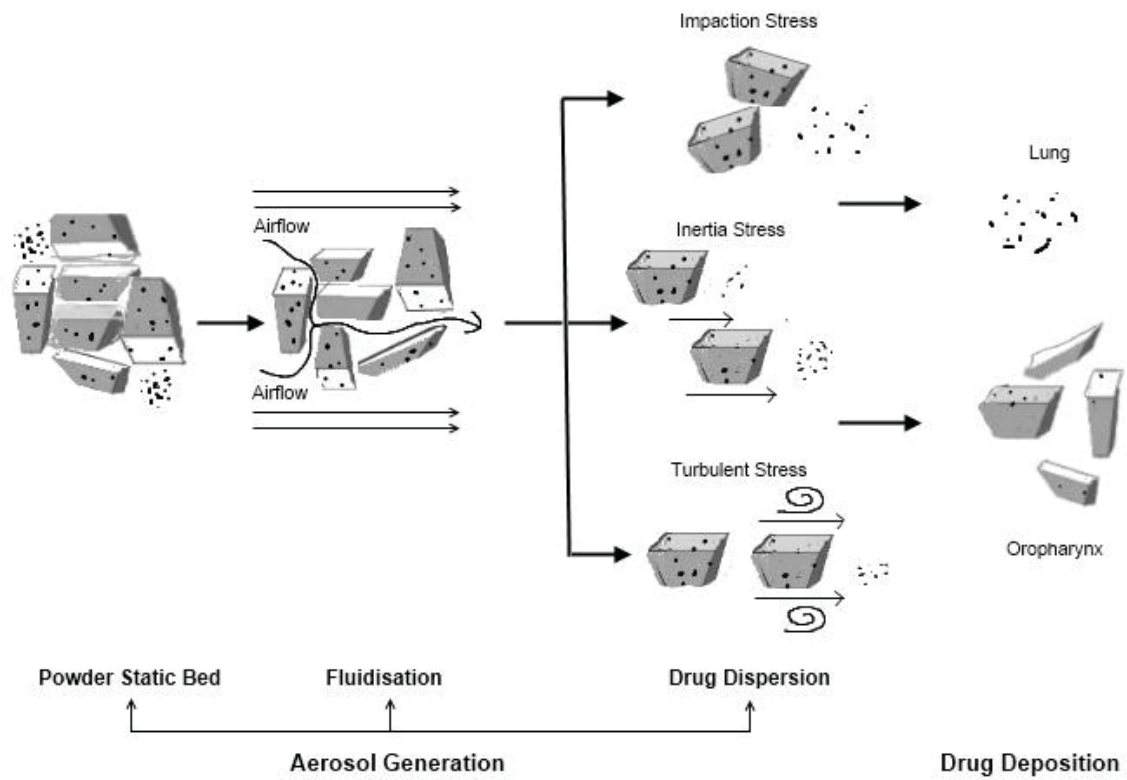 Impaction Stress
Lung
Airflow
Inertia Stress
Airflow
Turbulent Stress
Oropharynx
Powder Static Bed
Fluidisation
Drug Dispersion
Aerosol Generation
Drug Deposition